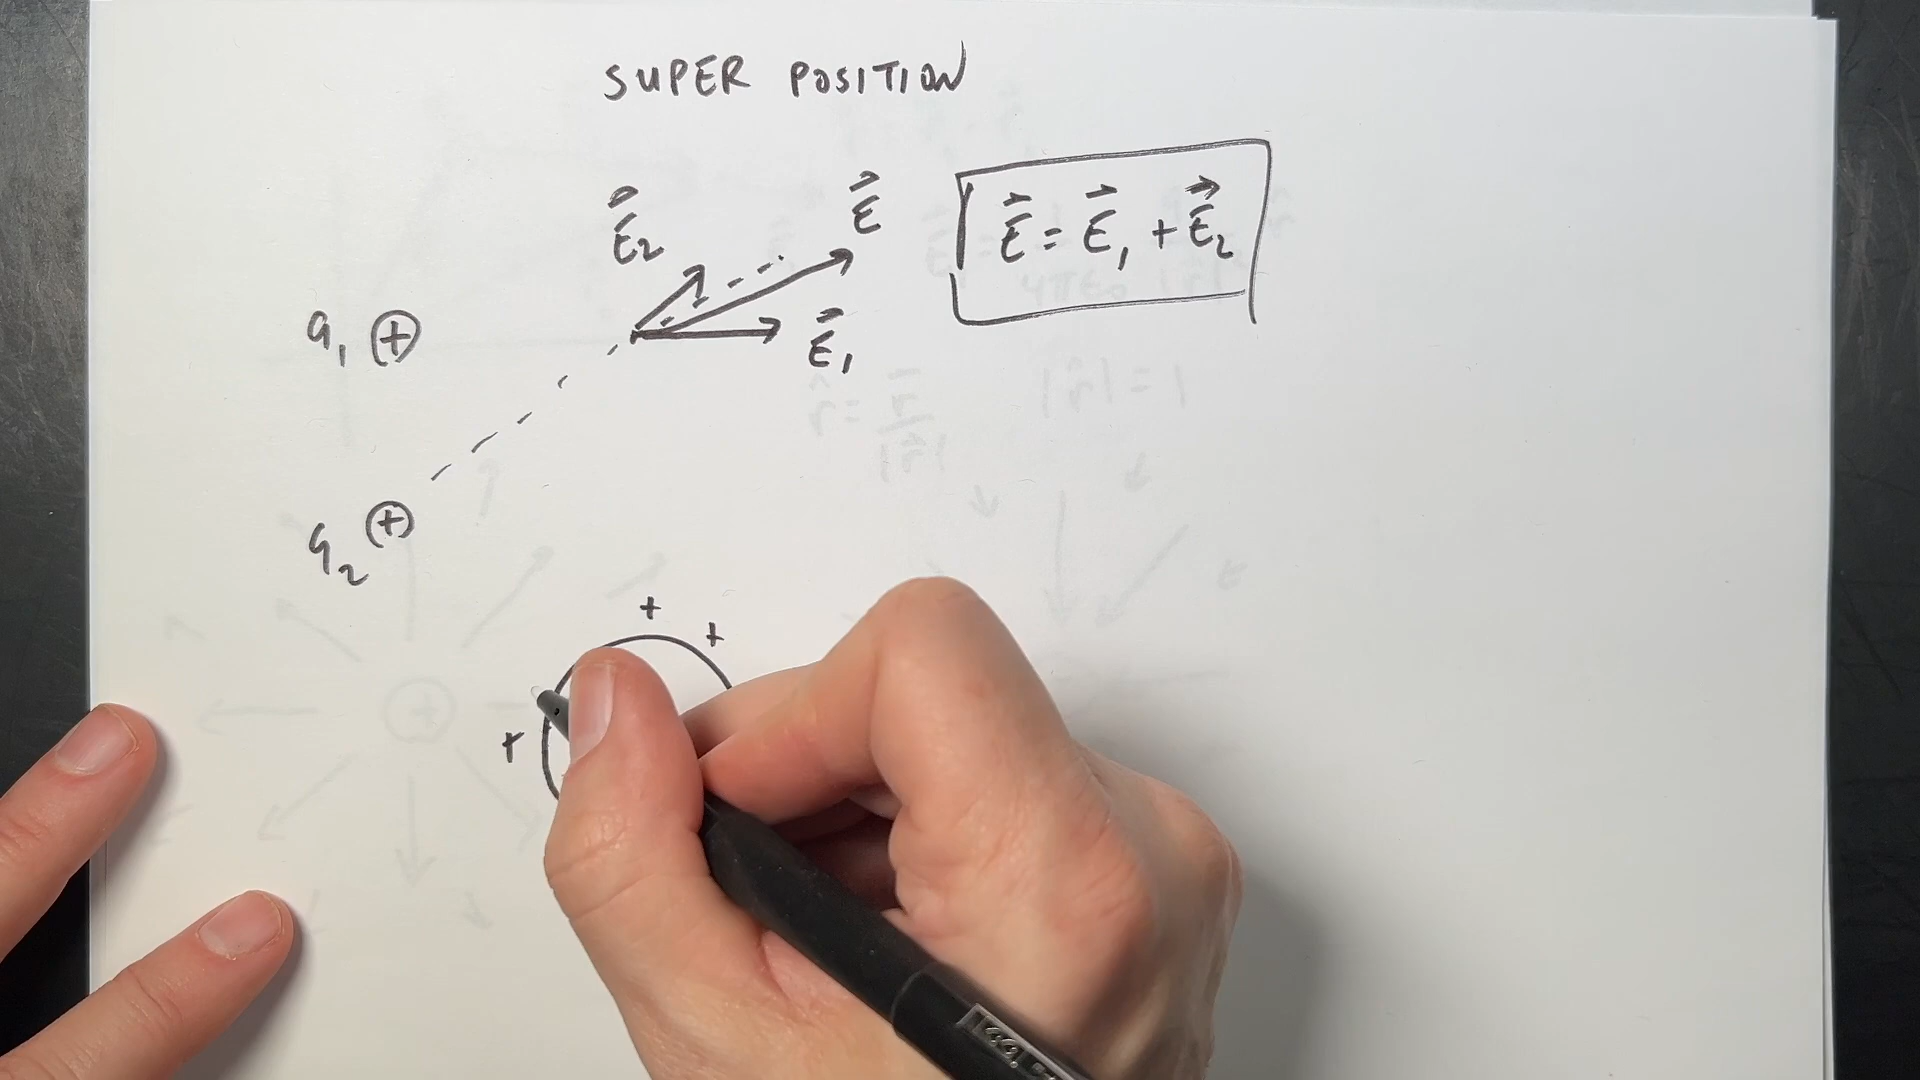 SUPER POSITION
E⃗₂
E⃗
E⃗ = E⃗₁ + E⃗₂
q₁ ⊕
E⃗₁
q₂ ⊕
+
+
+